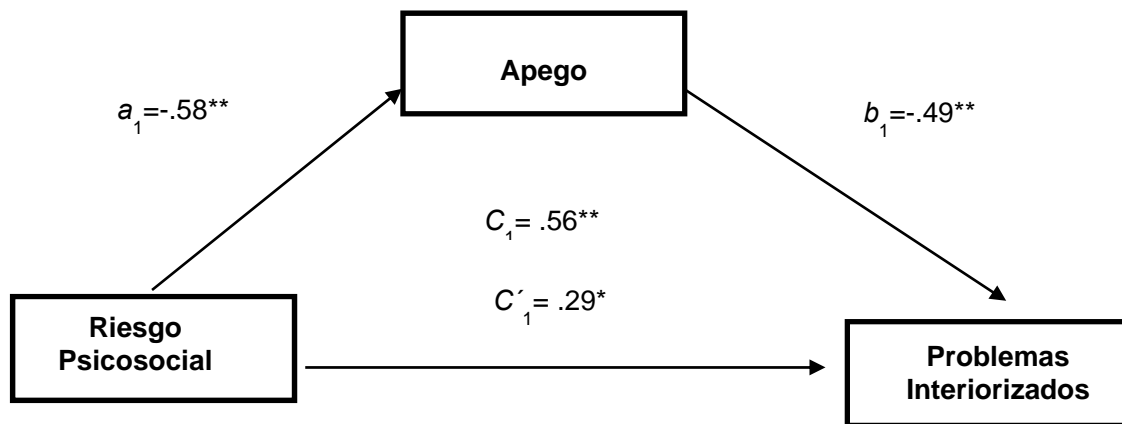 Apego
a₁=-.58**
b₁=-.49**
C₁= .56**
C´₁= .29*
Riesgo
Psicosocial
Problemas
Interiorizados